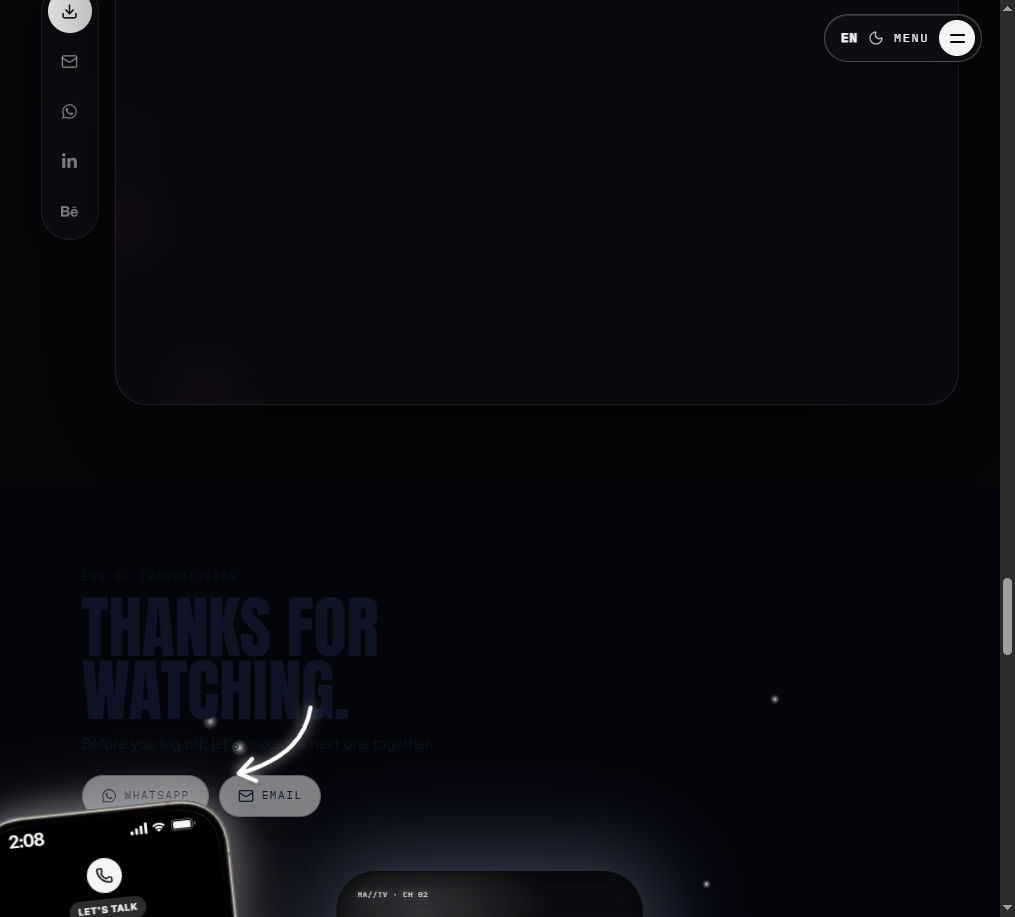 EN MENU
in
Bē
END OF TRANSMISSION
THANKS FOR
WATCHING.
Before you log off: let's make the next one together.
WHATSAPP EMAIL
2:08
LET'S TALK
MA//TV · CH 02